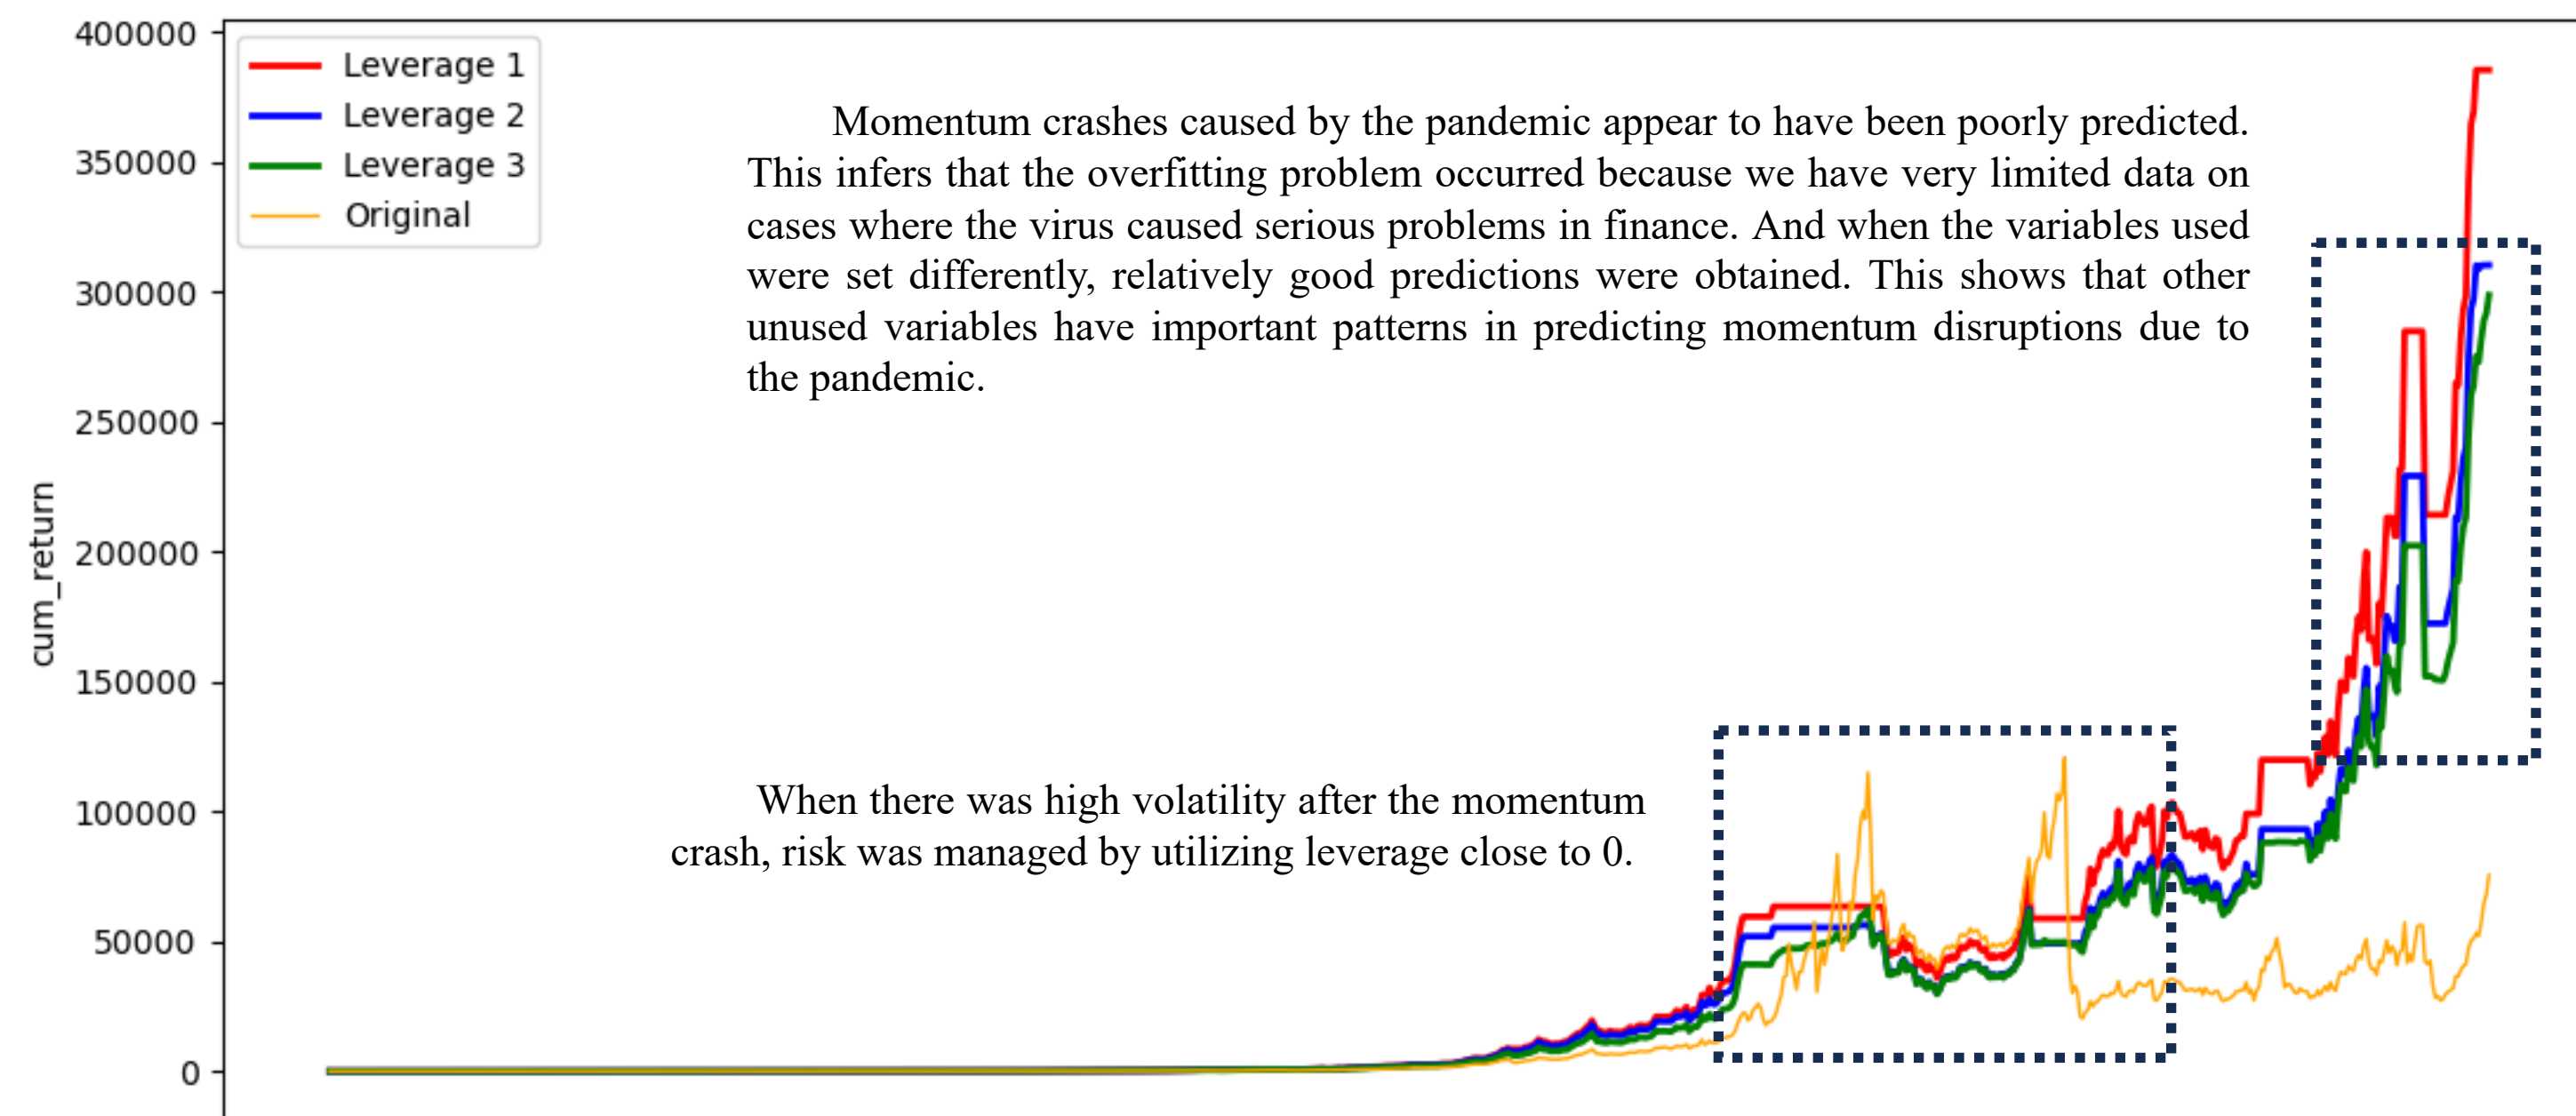 400000
Leverage 1
Leverage 2
Leverage 3
Original
350000
300000
250000
200000
150000
100000
50000
0
cum_return
Momentum crashes caused by the pandemic appear to have been poorly predicted.
This infers that the overfitting problem occurred because we have very limited data on
cases where the virus caused serious problems in finance. And when the variables used
were set differently, relatively good predictions were obtained. This shows that other
unused variables have important patterns in predicting momentum disruptions due to
the pandemic.
When there was high volatility after the momentum
crash, risk was managed by utilizing leverage close to 0.